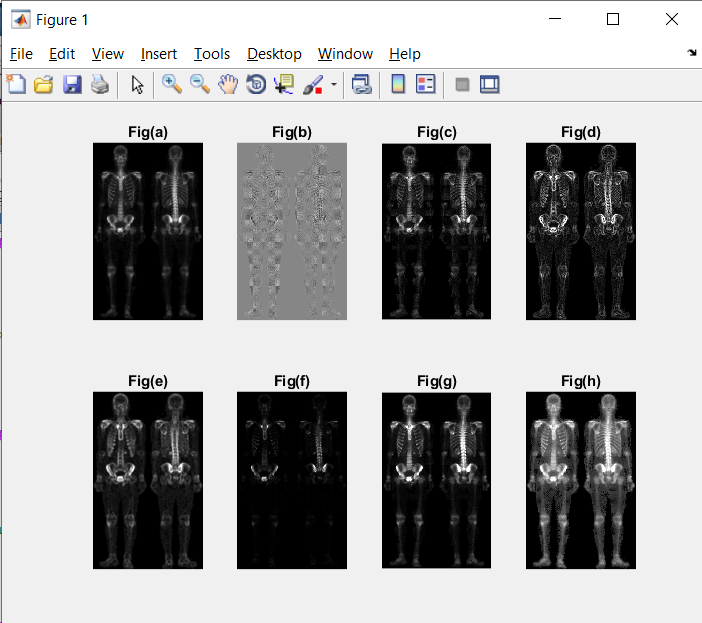 Figure 1
File Edit View Insert Tools Desktop Window Help
Fig(a) Fig(b) Fig(c) Fig(d)
Fig(e) Fig(f) Fig(g) Fig(h)